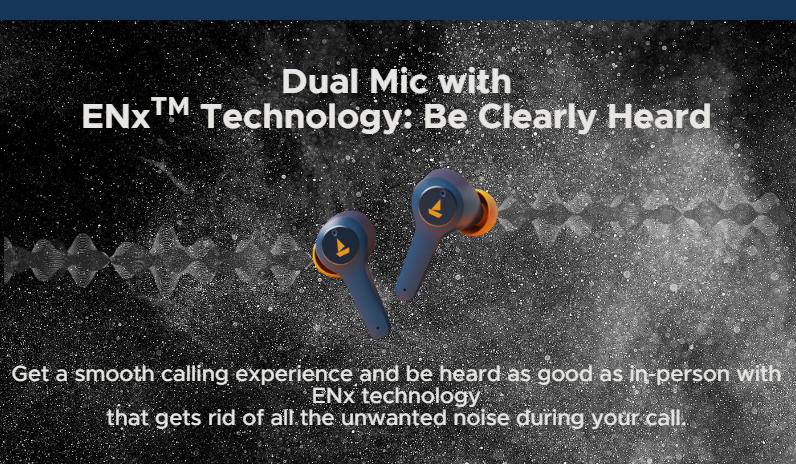 Dual Mic with
ENx™ Technology: Be Clearly Heard
Get a smooth calling experience and be heard as good as in-person with
ENx technology
that gets rid of all the unwanted noise during your call.